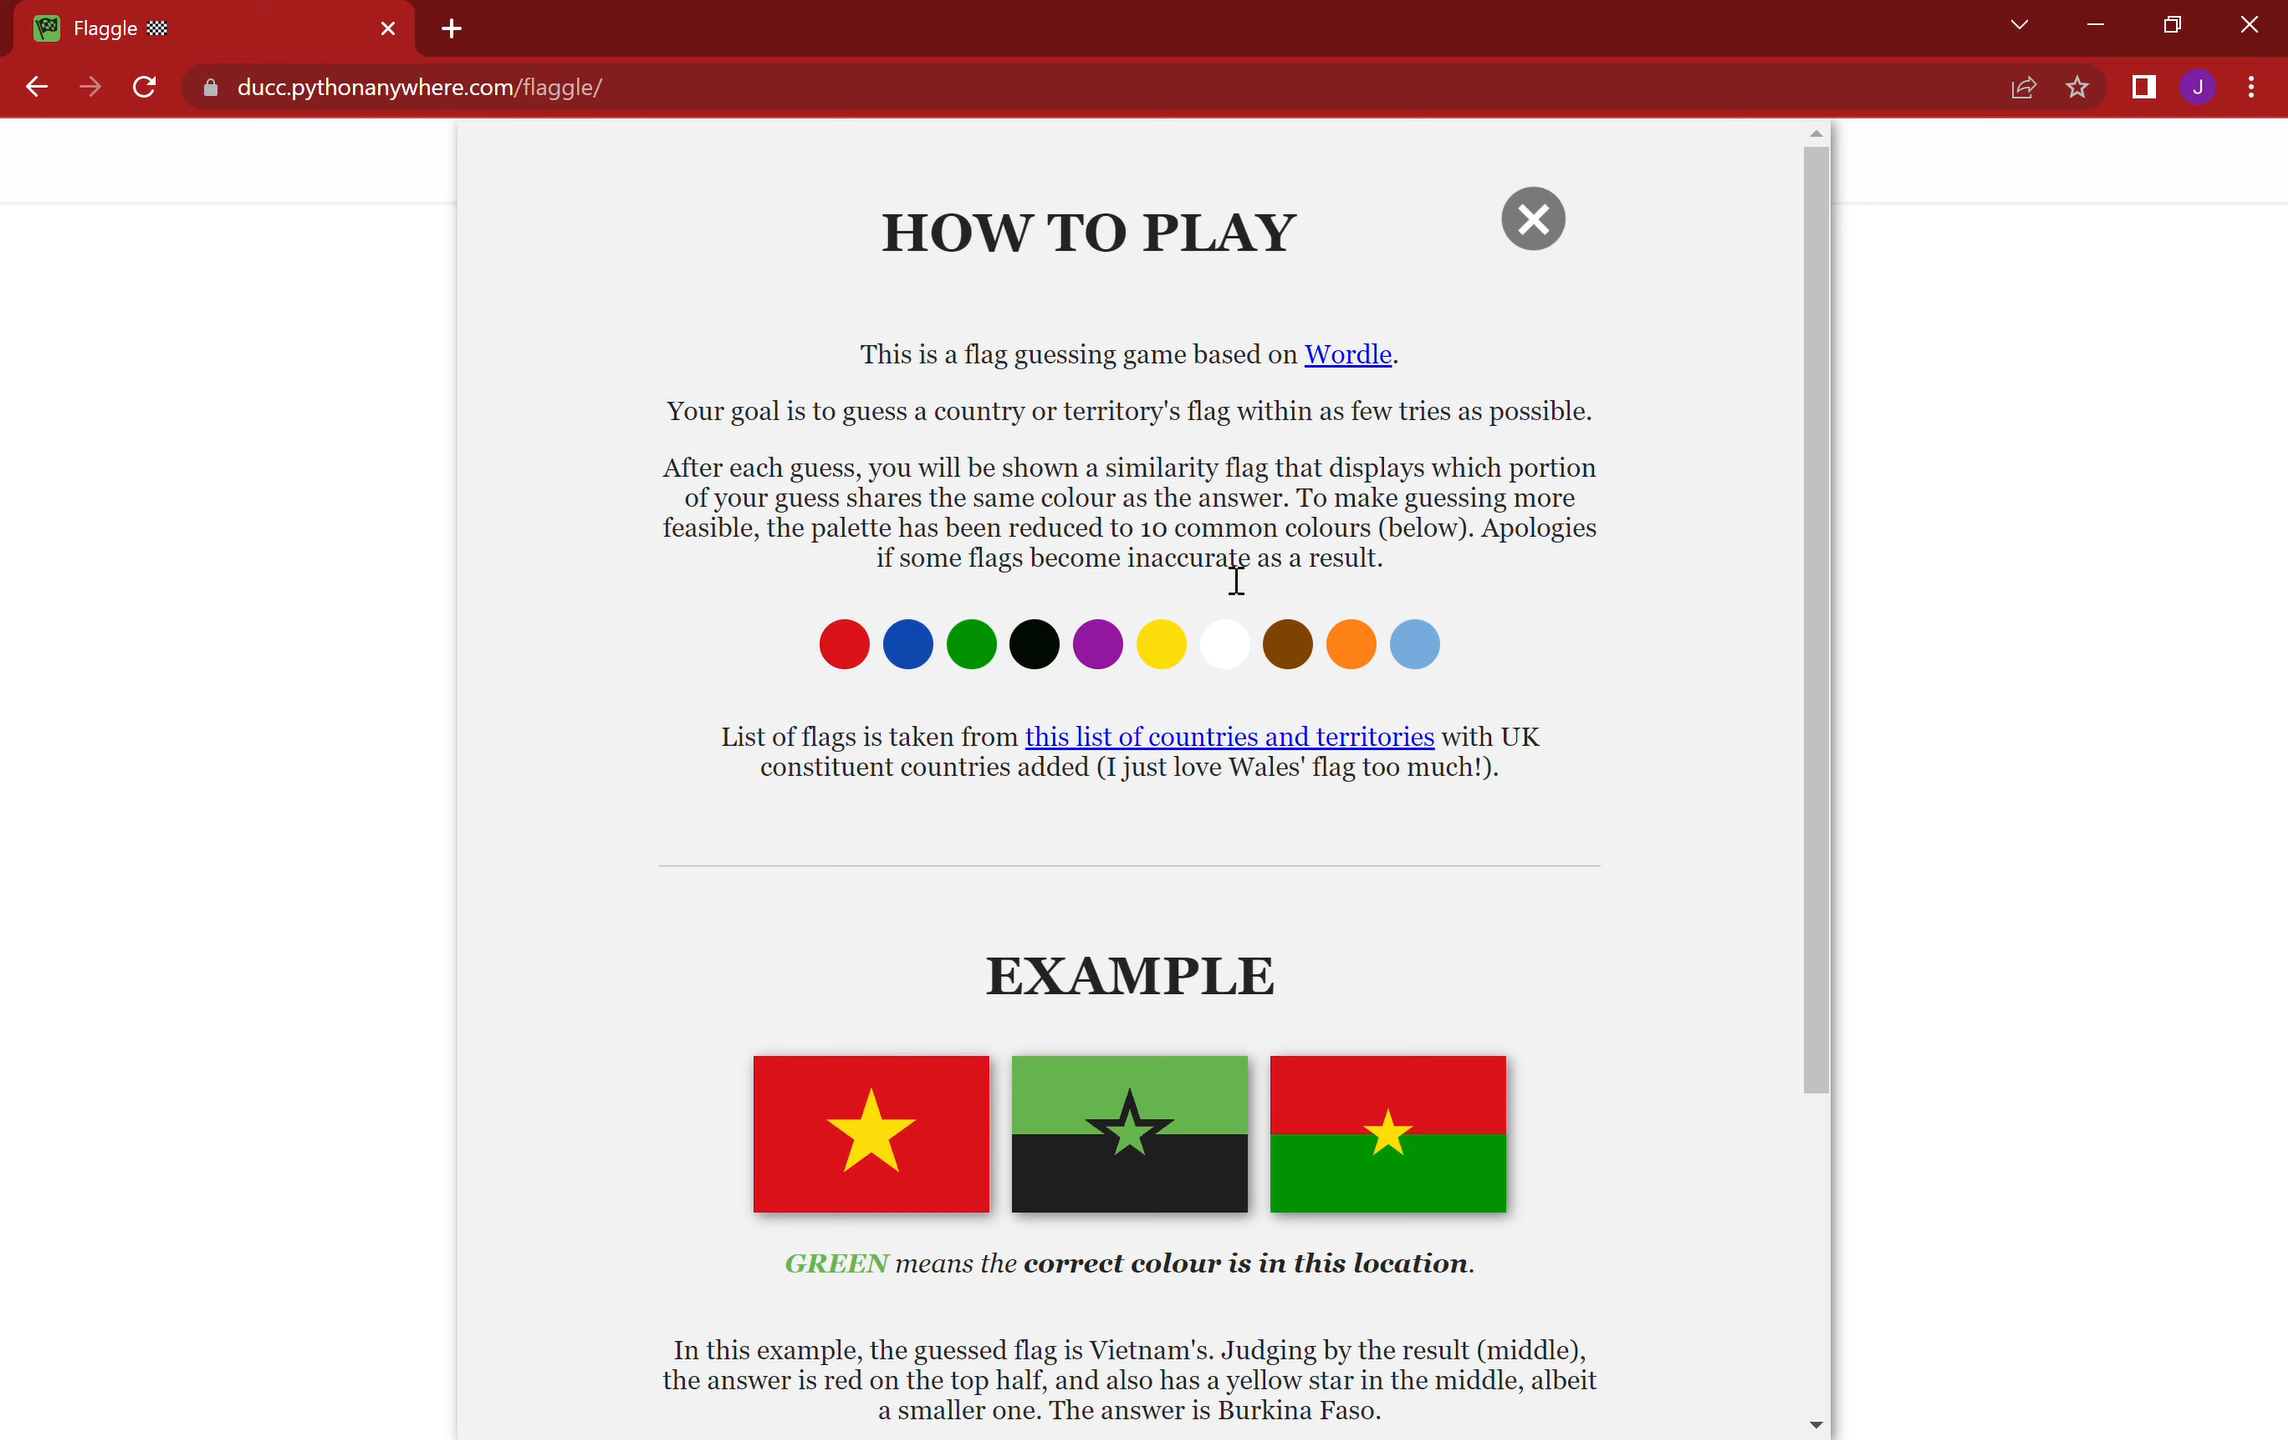 Flaggle
ducc.pythonanywhere.com/flaggle/
J
HOW TO PLAY
This is a flag guessing game based on Wordle.
Your goal is to guess a country or territory's flag within as few tries as possible.
After each guess, you will be shown a similarity flag that displays which portion
of your guess shares the same colour as the answer. To make guessing more
feasible, the palette has been reduced to 10 common colours (below). Apologies
if some flags become inaccurate as a result.
List of flags is taken from this list of countries and territories with UK
constituent countries added (I just love Wales' flag too much!).
EXAMPLE
GREEN means the correct colour is in this location.
In this example, the guessed flag is Vietnam's. Judging by the result (middle),
the answer is red on the top half, and also has a yellow star in the middle, albeit
a smaller one. The answer is Burkina Faso.